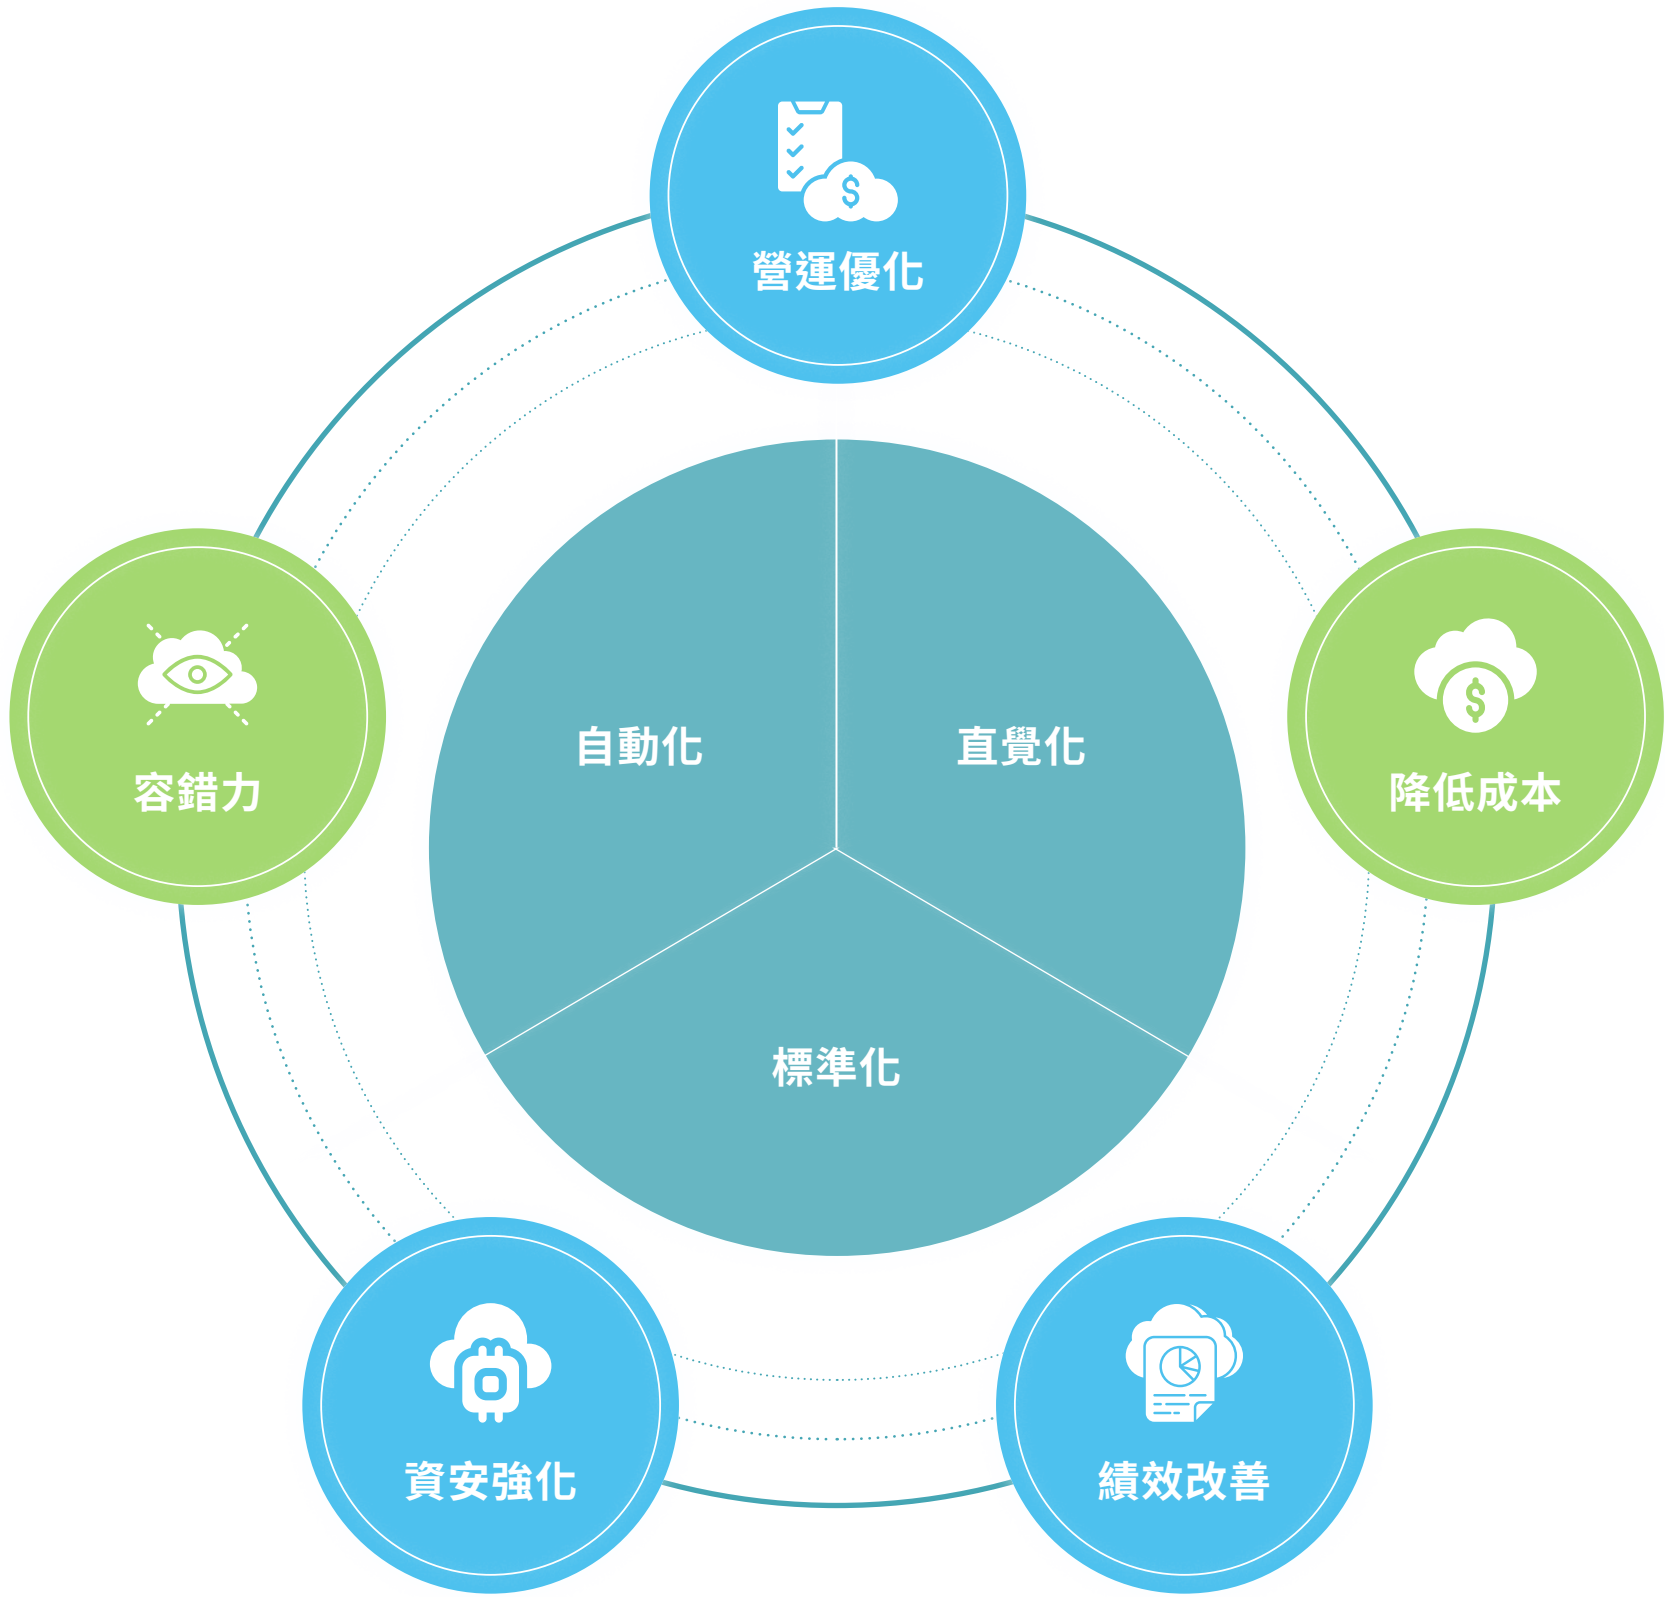 營運優化
容錯力
自動化
直覺化
降低成本
標準化
資安強化
績效改善